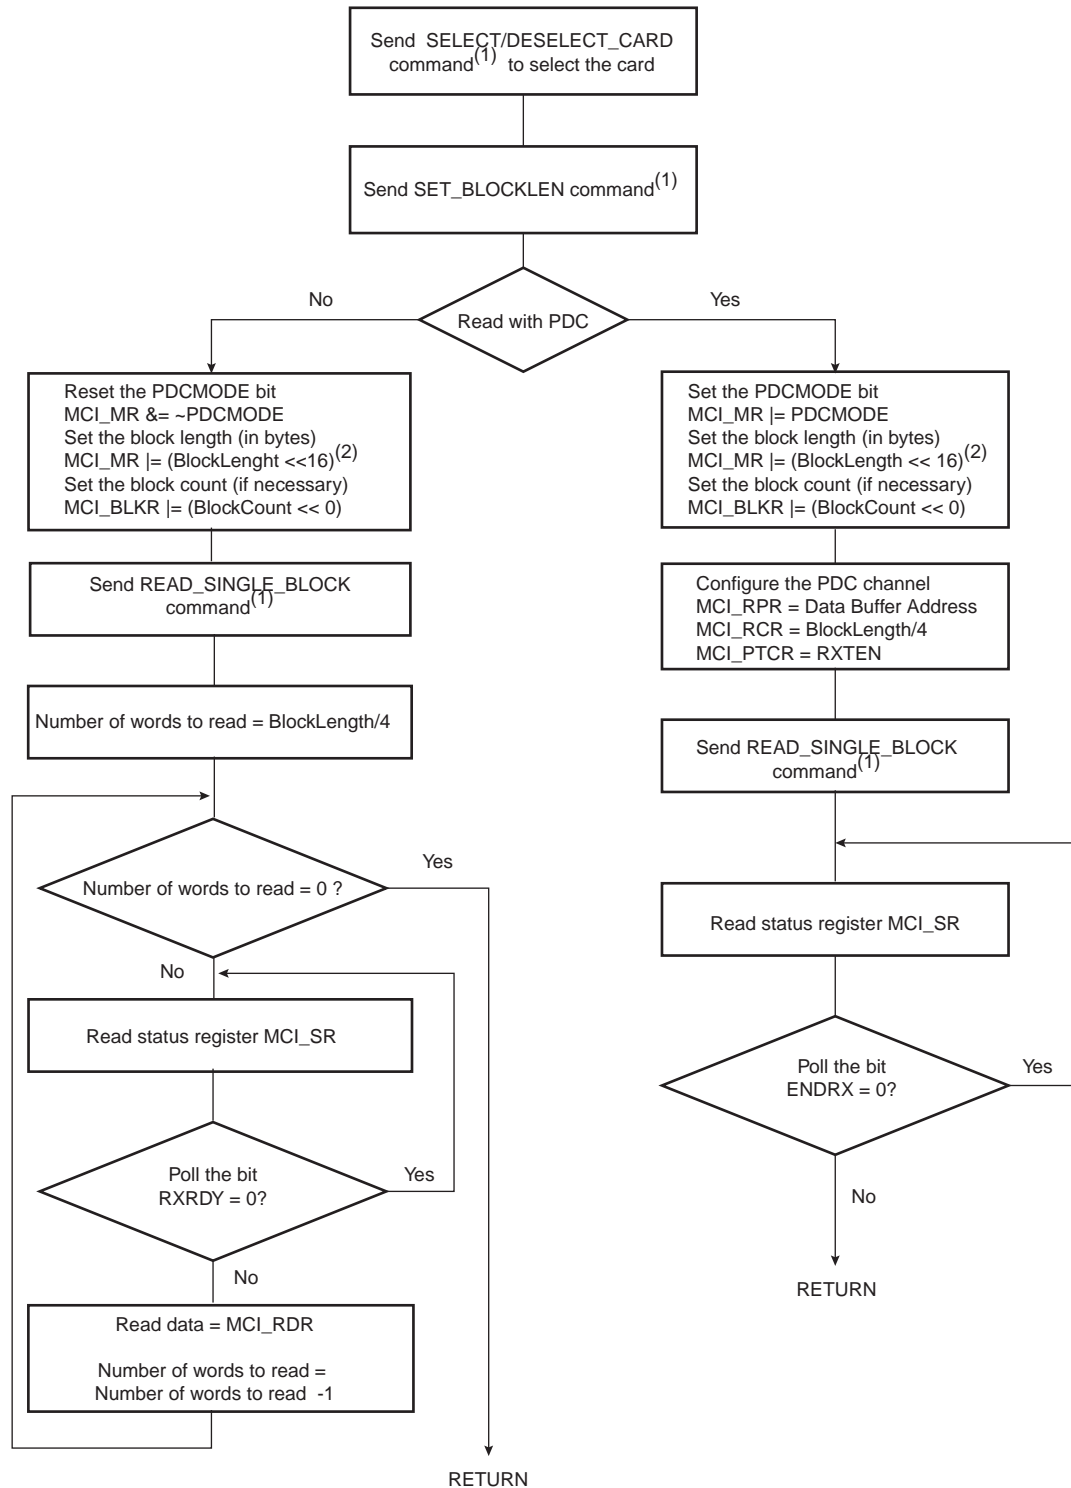 Send SELECT/DESELECT_CARD
command(1) to select the card
Send SET_BLOCKLEN command(1)
No
Yes
Read with PDC
Reset the PDCMODE bit
MCI_MR &= ~PDCMODE
Set the block length (in bytes)
MCI_MR |= (BlockLenght <<16)(2)
Set the block count (if necessary)
MCI_BLKR |= (BlockCount << 0)
Send READ_SINGLE_BLOCK
command(1)
Number of words to read = BlockLength/4
Number of words to read = 0 ?
Yes
No
Read status register MCI_SR
Poll the bit
RXRDY = 0?
Yes
No
Read data = MCI_RDR
Number of words to read =
Number of words to read -1
RETURN
Set the PDCMODE bit
MCI_MR |= PDCMODE
Set the block length (in bytes)
MCI_MR |= (BlockLength << 16)(2)
Set the block count (if necessary)
MCI_BLKR |= (BlockCount << 0)
Configure the PDC channel
MCI_RPR = Data Buffer Address
MCI_RCR = BlockLength/4
MCI_PTCR = RXTEN
Send READ_SINGLE_BLOCK
command(1)
Read status register MCI_SR
Poll the bit
ENDRX = 0?
Yes
No
RETURN